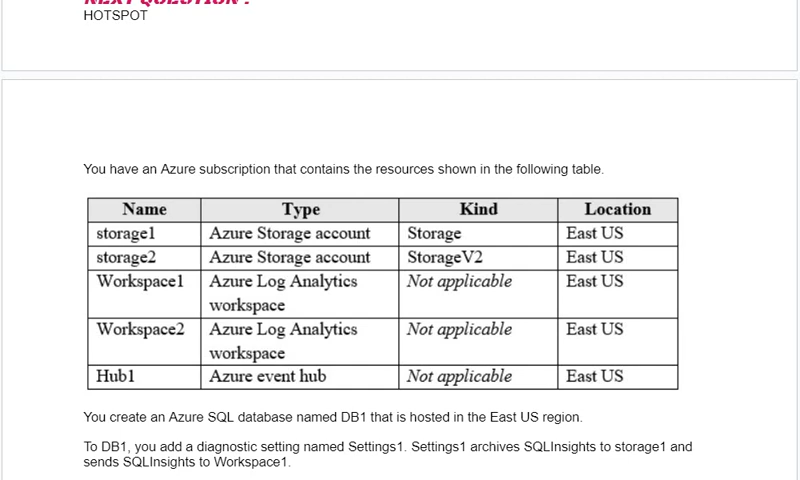 NEXT QUESTION :
HOTSPOT
You have an Azure subscription that contains the resources shown in the following table.
Name Type Kind Location
storage1 Azure Storage account Storage East US
storage2 Azure Storage account StorageV2 East US
Workspace1 Azure Log Analytics workspace Not applicable East US
Workspace2 Azure Log Analytics workspace Not applicable East US
Hub1 Azure event hub Not applicable East US
You create an Azure SQL database named DB1 that is hosted in the East US region.
To DB1, you add a diagnostic setting named Settings1. Settings1 archives SQLInsights to storage1 and
sends SQLInsights to Workspace1.